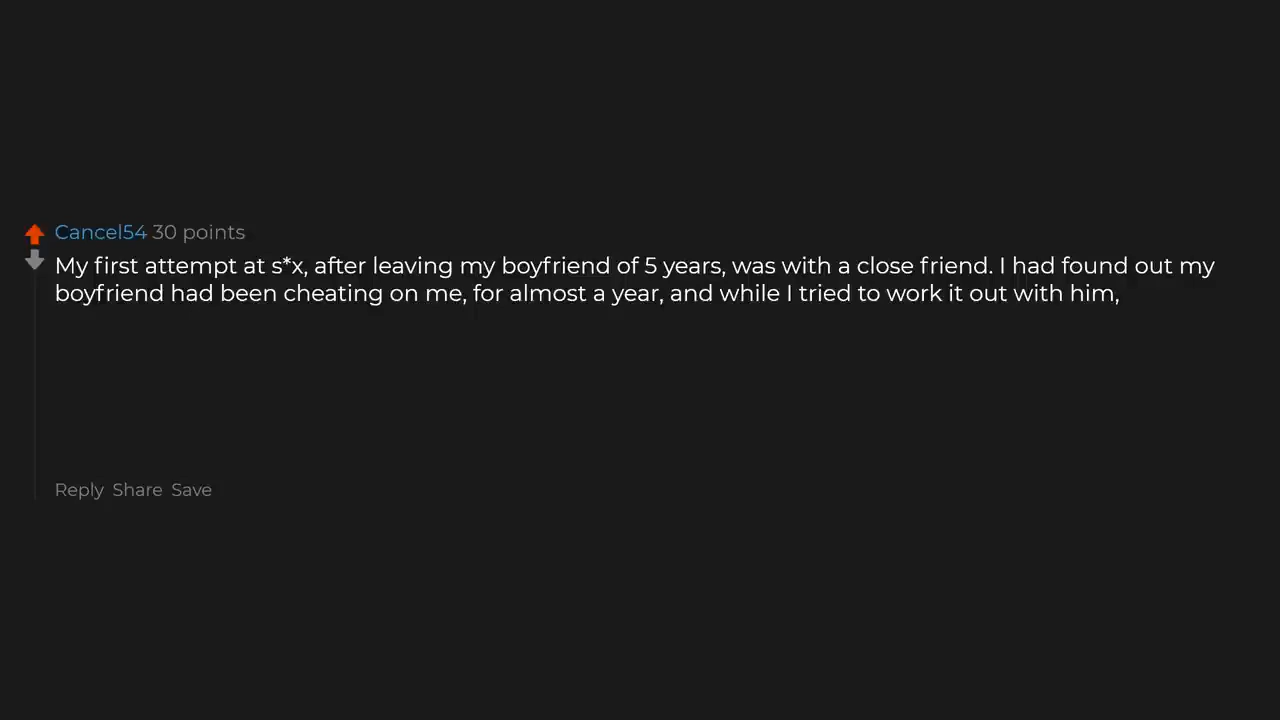 Cancel54 30 points
My first attempt at s*x, after leaving my boyfriend of 5 years, was with a close friend. I had found out my
boyfriend had been cheating on me, for almost a year, and while I tried to work it out with him,
Reply Share Save